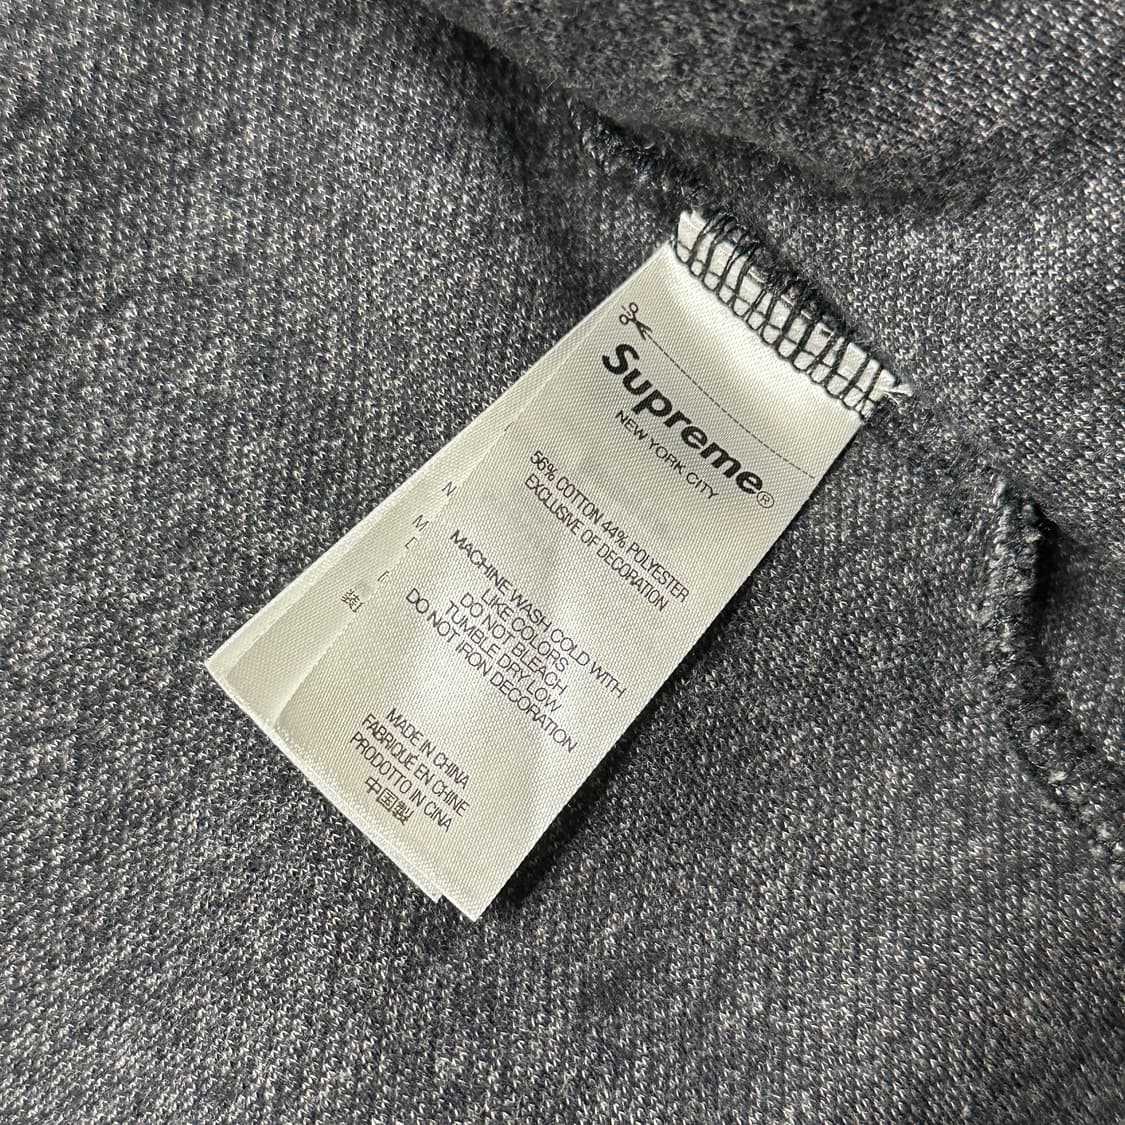 Supreme®
NEW YORK CITY
56% COTTON 44% POLYESTER
EXCLUSIVE OF DECORATION
MACHINE WASH COLD WITH
LIKE COLORS
DO NOT BLEACH
TUMBLE DRY LOW
DO NOT IRON DECORATION
MADE IN CHINA
FABRIQUÉ EN CHINE
PRODOTTO IN CINA
中国製